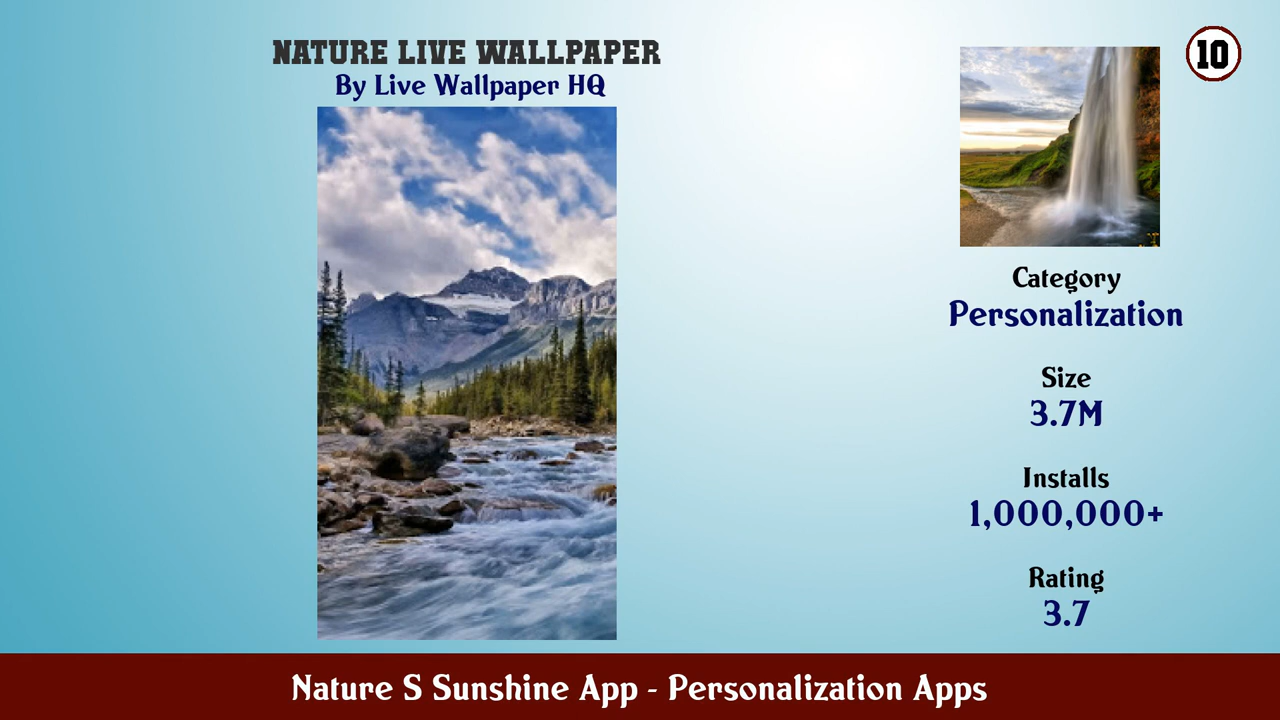 NATURE LIVE WALLPAPER
By Live Wallpaper HQ
10
Category
Personalization
Size
3.7M
Installs
1,000,000+
Rating
3.7
Nature S Sunshine App - Personalization Apps